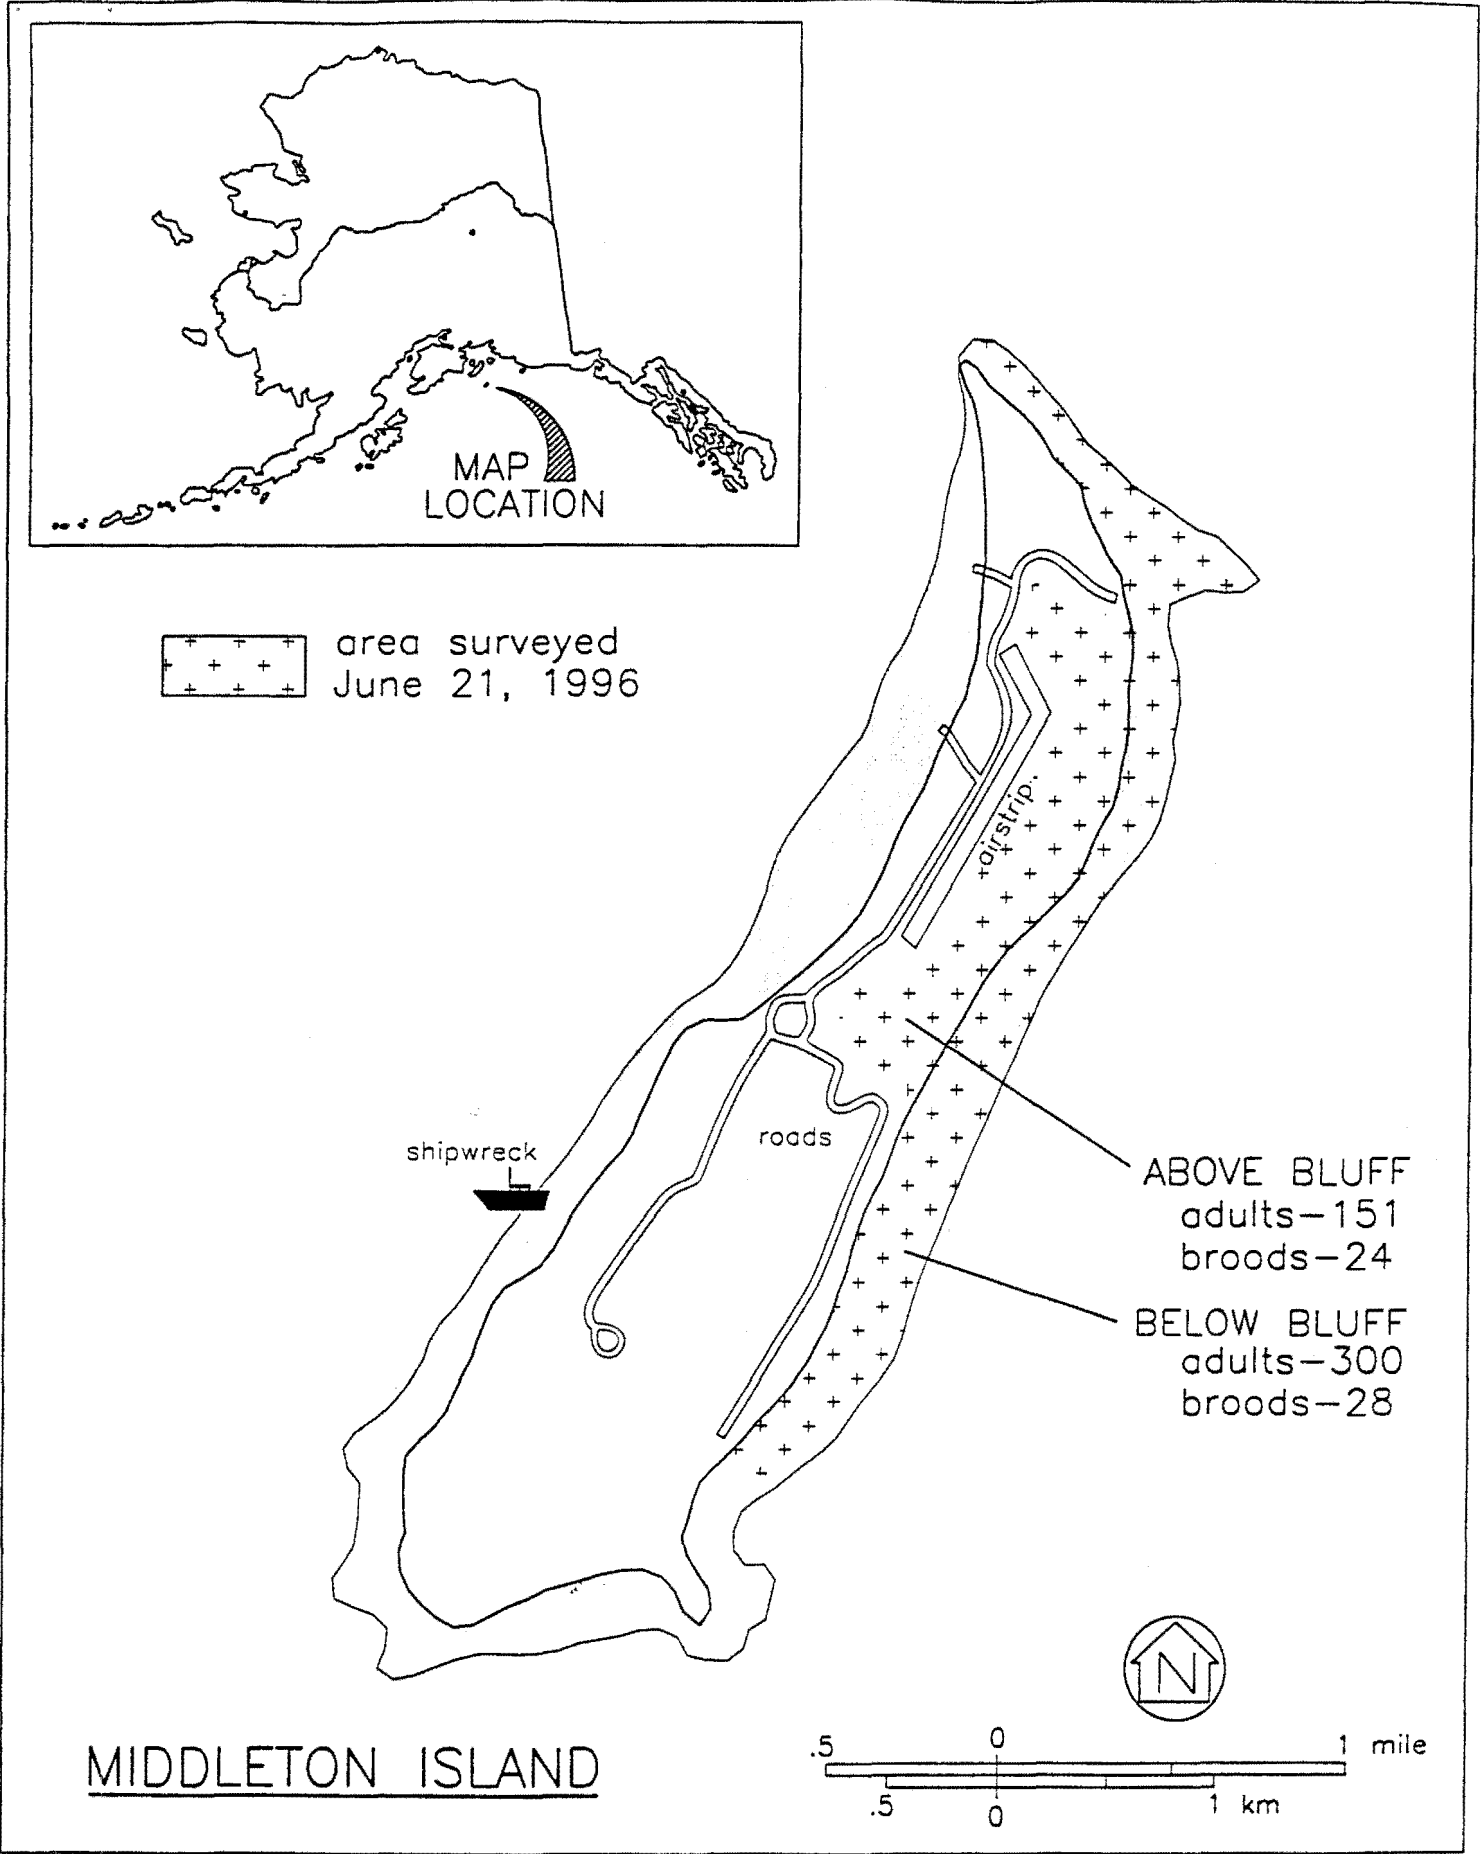 MAP
LOCATION
area surveyed
June 21, 1996
airstrip
shipwreck
roads
ABOVE BLUFF
adults-151
broods-24
BELOW BLUFF
adults-300
broods-28
N
MIDDLETON ISLAND
.5 0 1 mile
.5 0 1 km